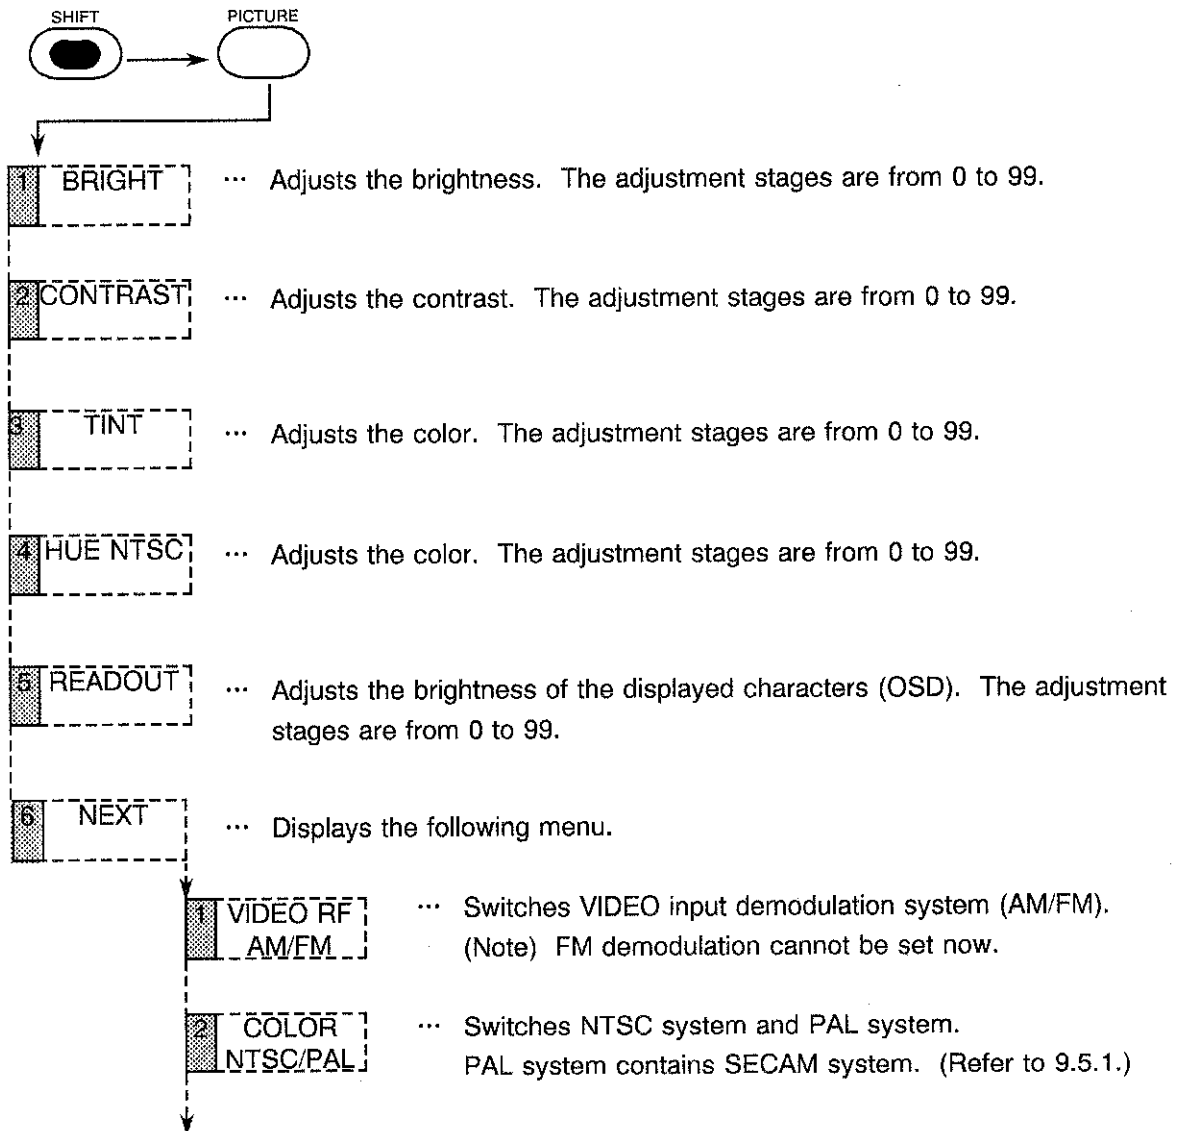 SHIFT PICTURE
1 BRIGHT ... Adjusts the brightness. The adjustment stages are from 0 to 99.
2 CONTRAST ... Adjusts the contrast. The adjustment stages are from 0 to 99.
3 TINT ... Adjusts the color. The adjustment stages are from 0 to 99.
4 HUE NTSC ... Adjusts the color. The adjustment stages are from 0 to 99.
5 READOUT ... Adjusts the brightness of the displayed characters (OSD). The adjustment
stages are from 0 to 99.
6 NEXT ... Displays the following menu.
1 VIDEO RF ... Switches VIDEO input demodulation system (AM/FM).
AM/FM (Note) FM demodulation cannot be set now.
2 COLOR ... Switches NTSC system and PAL system.
NTSC/PAL PAL system contains SECAM system. (Refer to 9.5.1.)